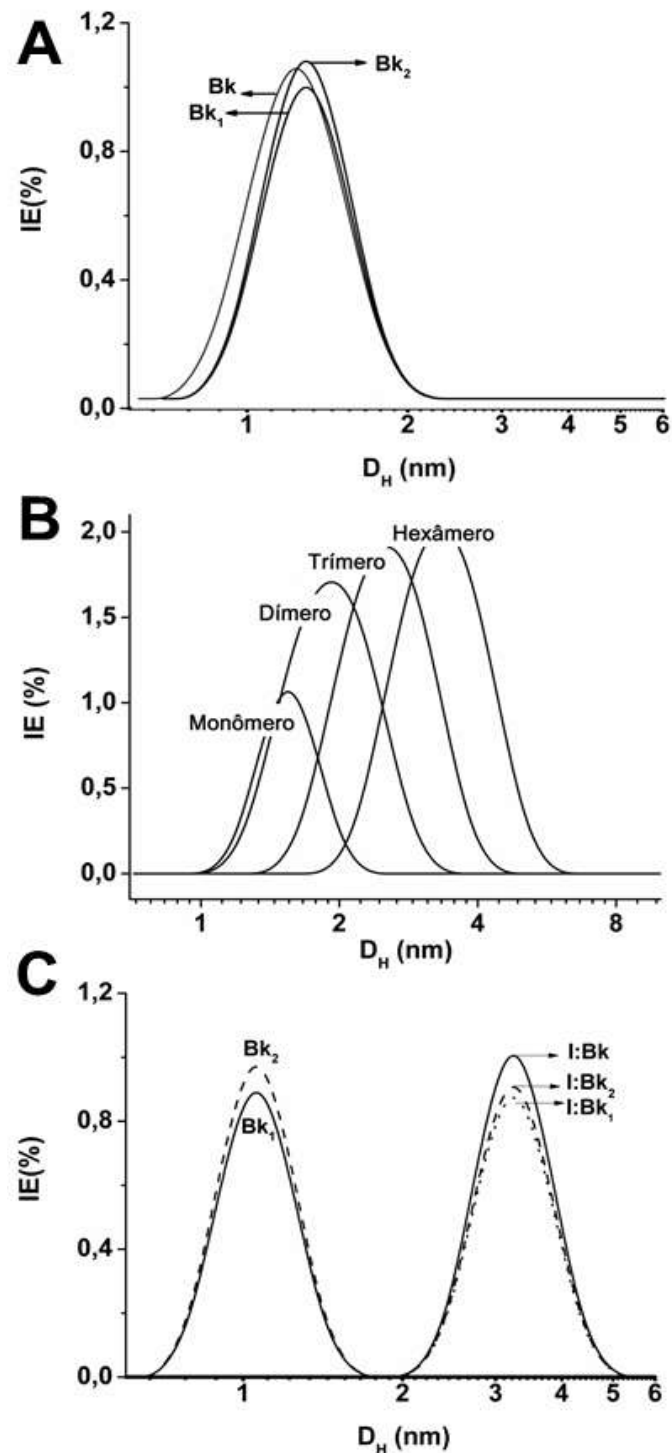 A
1,2
0,8
0,4
0,0
IE(%)
Bk
Bk₁
Bk₂
1 2 3 4 5 6
D_H (nm)
B
2,0
1,5
1,0
0,5
0,0
IE (%)
Hexâmero
Trímero
Dímero
Monômero
1 2 4 8
D_H (nm)
C
1,2
0,8
0,4
0,0
IE(%)
Bk₂
Bk₁
I:Bk
I:Bk₂
I:Bk₁
1 2 3 4 5 6
D_H (nm)